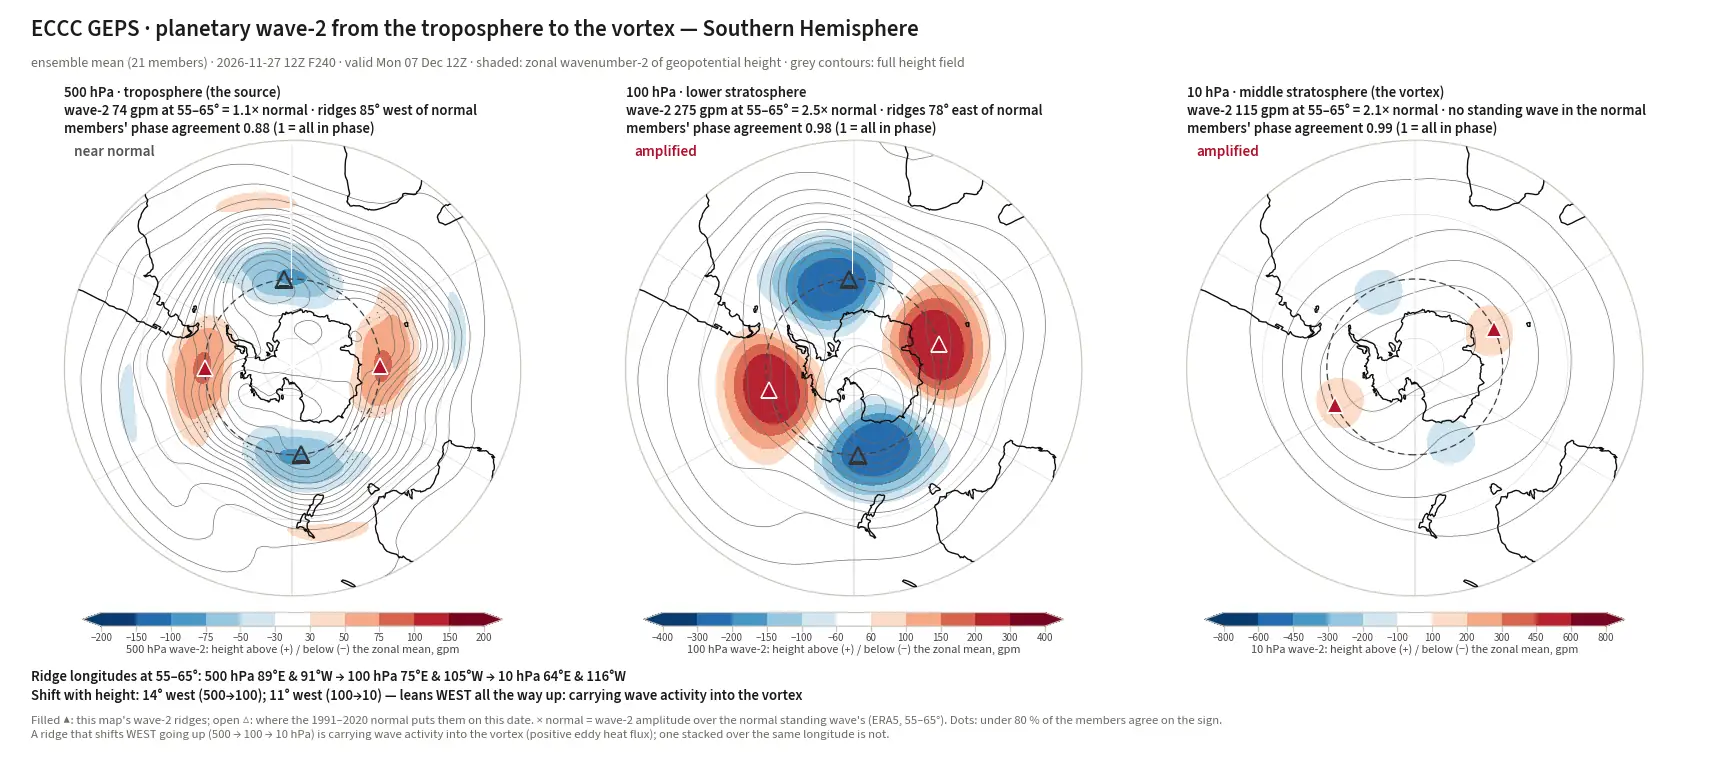 ECCC GEPS · planetary wave-2 from the troposphere to the vortex — Southern Hemisphere
ensemble mean (21 members) · 2026-11-27 12Z F240 · valid Mon 07 Dec 12Z · shaded: zonal wavenumber-2 of geopotential height · grey contours: full height field
500 hPa · troposphere (the source)
wave-2 74 gpm at 55–65° = 1.1× normal · ridges 85° west of normal
members' phase agreement 0.88 (1 = all in phase)
near normal
100 hPa · lower stratosphere
wave-2 275 gpm at 55–65° = 2.5× normal · ridges 78° east of normal
members' phase agreement 0.98 (1 = all in phase)
amplified
10 hPa · middle stratosphere (the vortex)
wave-2 115 gpm at 55–65° = 2.1× normal · no standing wave in the normal
members' phase agreement 0.99 (1 = all in phase)
amplified
−200 −150 −100 −75 −50 −30 30 50 75 100 150 200
500 hPa wave-2: height above (+) / below (−) the zonal mean, gpm
−400 −300 −200 −150 −100 −60 60 100 150 200 300 400
100 hPa wave-2: height above (+) / below (−) the zonal mean, gpm
−800 −600 −450 −300 −200 −100 100 200 300 450 600 800
10 hPa wave-2: height above (+) / below (−) the zonal mean, gpm
Ridge longitudes at 55–65°: 500 hPa 89°E & 91°W → 100 hPa 75°E & 105°W → 10 hPa 64°E & 116°W
Shift with height: 14° west (500→100); 11° west (100→10) — leans WEST all the way up: carrying wave activity into the vortex
Filled ▲: this map's wave-2 ridges; open △: where the 1991–2020 normal puts them on this date. × normal = wave-2 amplitude over the normal standing wave's (ERA5, 55–65°). Dots: under 80 % of the members agree on the sign.
A ridge that shifts WEST going up (500 → 100 → 10 hPa) is carrying wave activity into the vortex (positive eddy heat flux); one stacked over the same longitude is not.